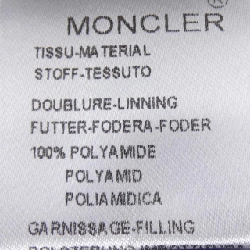 ®
MONCLER
TISSU-MATERIAL
STOFF-TESSUTO
DOUBLURE-LINNING
FUTTER-FODERA-FODER
100% POLYAMIDE
POLYAMID
POLIAMIDICA
GARNISSAGE-FILLING